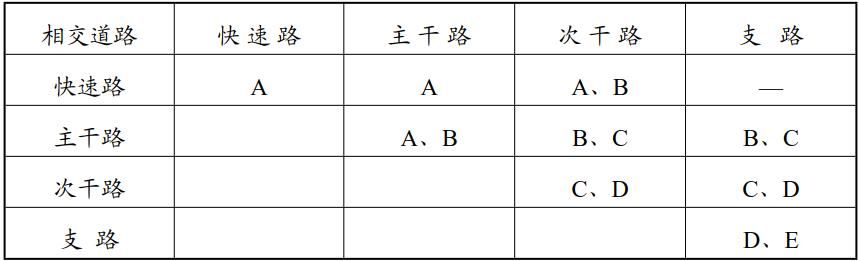 相交道路 快速路 主干路 次干路 支 路
快速路 A A A、B —
主干路 A、B B、C B、C
次干路 C、D C、D
支 路 D、E